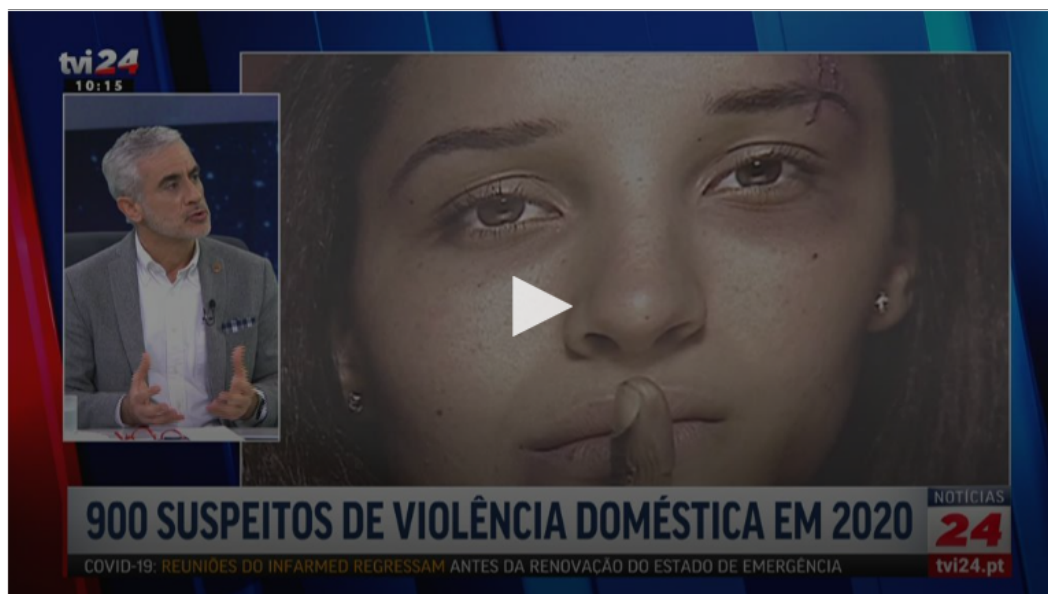 tvi24
10:15
900 SUSPEITOS DE VIOLÊNCIA DOMÉSTICA EM 2020
NOTÍCIAS
24
COVID-19: REUNIÕES DO INFARMED REGRESSAM ANTES DA RENOVAÇÃO DO ESTADO DE EMERGÊNCIA
tvi24.pt